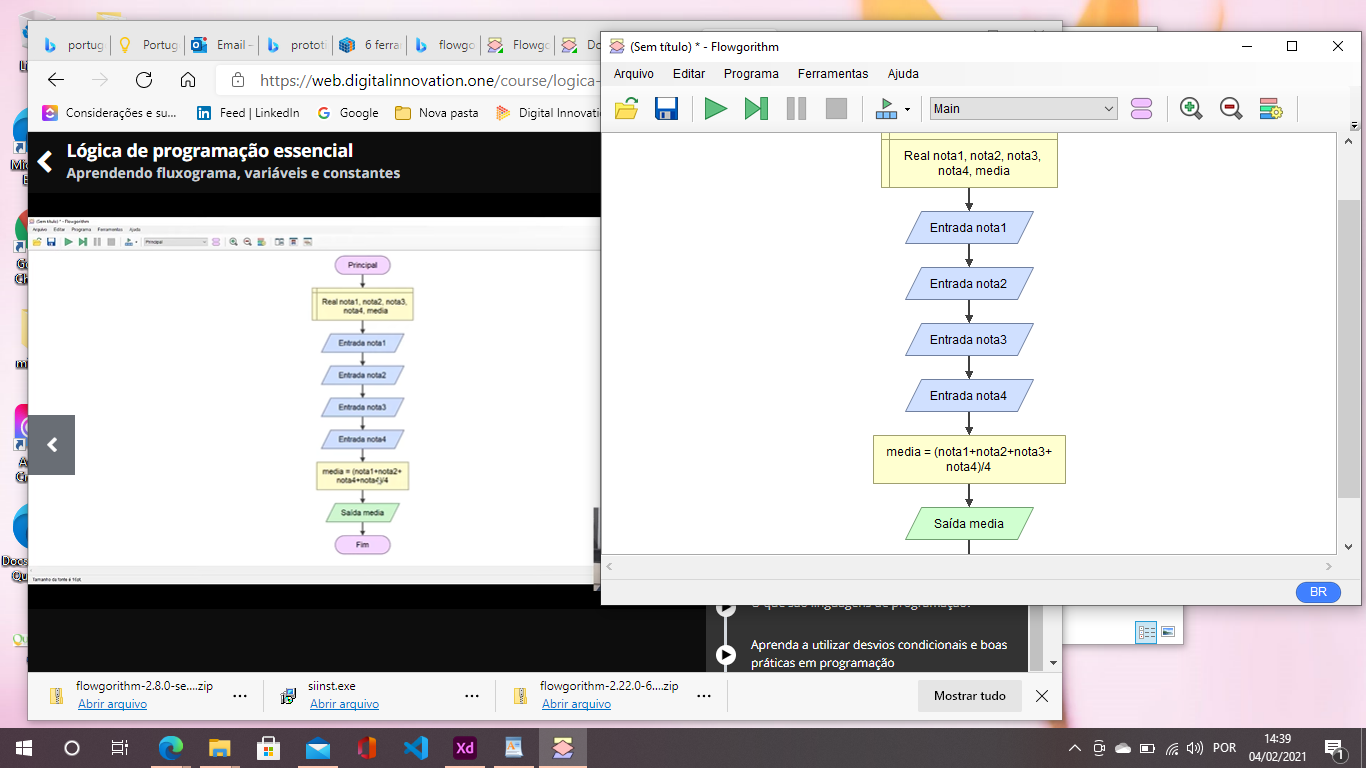 portug
Portug
Email –
prototi
6 ferra
flowgo
Flowgo
Do
https://web.digitalinnovation.one/course/logica-
Considerações e su...
Feed | LinkedIn
Google
Nova pasta
Digital Innovati
Lógica de programação essencial
Aprendendo fluxograma, variáveis e constantes
(Sem título) * - Flowgorithm
Arquivo Editar Programa Ferramentas Ajuda
Principal
Principal
Real nota1, nota2, nota3,
nota4, media
Entrada nota1
Entrada nota2
Entrada nota3
Entrada nota4
media = (nota1+nota2+
nota4+nota4)/4
Saída media
Fim
(Sem título) * - Flowgorithm
Arquivo Editar Programa Ferramentas Ajuda
Main
Real nota1, nota2, nota3,
nota4, media
Entrada nota1
Entrada nota2
Entrada nota3
Entrada nota4
media = (nota1+nota2+nota3+
nota4)/4
Saída media
BR
O que são linguagens de programação?
Aprenda a utilizar desvios condicionais e boas
práticas em programação
flowgorithm-2.8.0-se....zip
Abrir arquivo
siinst.exe
Abrir arquivo
flowgorithm-2.22.0-6....zip
Abrir arquivo
Mostrar tudo
Xd
POR
14:39
04/02/2021
1